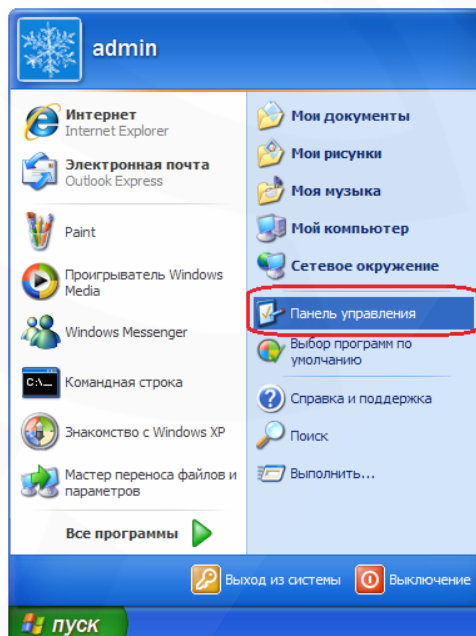 admin
Интернет
Internet Explorer
Электронная почта
Outlook Express
Paint
Проигрыватель Windows
Media
Windows Messenger
C:\_
Командная строка
Знакомство с Windows XP
Мастер переноса файлов и
параметров
Все программы
Мои документы
Мои рисунки
Моя музыка
Мой компьютер
Сетевое окружение
Панель управления
Выбор программ по
умолчанию
Справка и поддержка
Поиск
Выполнить...
Выход из системы
Выключение
пуск